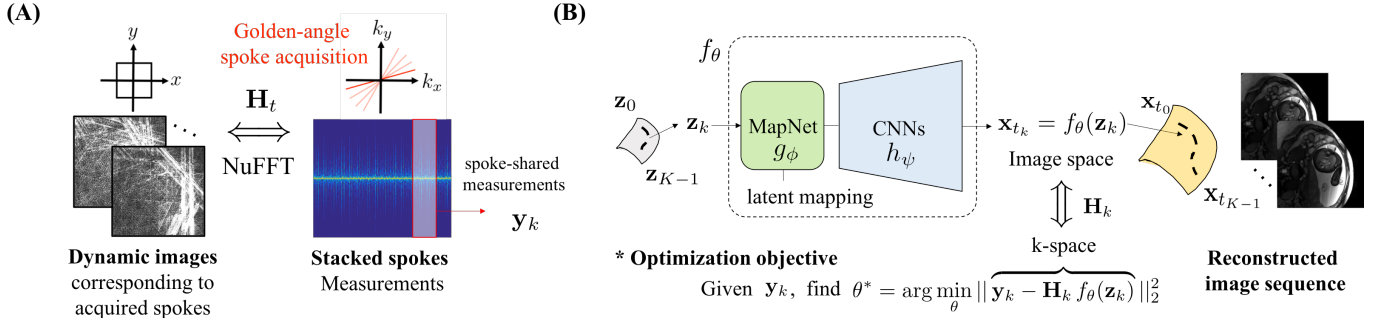 (A)
y
x
Golden-angle
spoke acquisition
k_y
k_x
H_t
NuFFT
spoke-shared
measurements
y_k
Dynamic images
corresponding to
acquired spokes
Stacked spokes
Measurements
(B)
f_θ
z_0
z_k
z_{K−1}
MapNet
g_ϕ
CNNs
h_ψ
latent mapping
x_{t_k} = f_θ(z_k)
Image space
H_k
k-space
x_{t_0}
x_{t_{K−1}}
Reconstructed
image sequence
* Optimization objective
Given y_k, find θ* = arg min_θ || y_k − H_k f_θ(z_k) ||_2^2